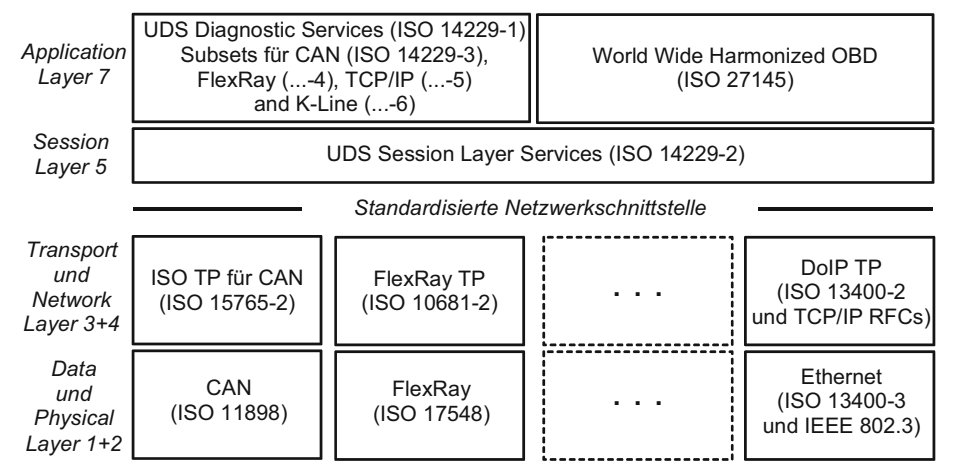 Application
Layer 7
UDS Diagnostic Services (ISO 14229-1)
Subsets für CAN (ISO 14229-3),
FlexRay (...-4), TCP/IP (...-5)
and K-Line (...-6)
World Wide Harmonized OBD
(ISO 27145)
Session
Layer 5
UDS Session Layer Services (ISO 14229-2)
Standardisierte Netzwerkschnittstelle
Transport
und
Network
Layer 3+4
ISO TP für CAN
(ISO 15765-2)
FlexRay TP
(ISO 10681-2)
. . .
DoIP TP
(ISO 13400-2
und TCP/IP RFCs)
Data
und
Physical
Layer 1+2
CAN
(ISO 11898)
FlexRay
(ISO 17548)
. . .
Ethernet
(ISO 13400-3
und IEEE 802.3)